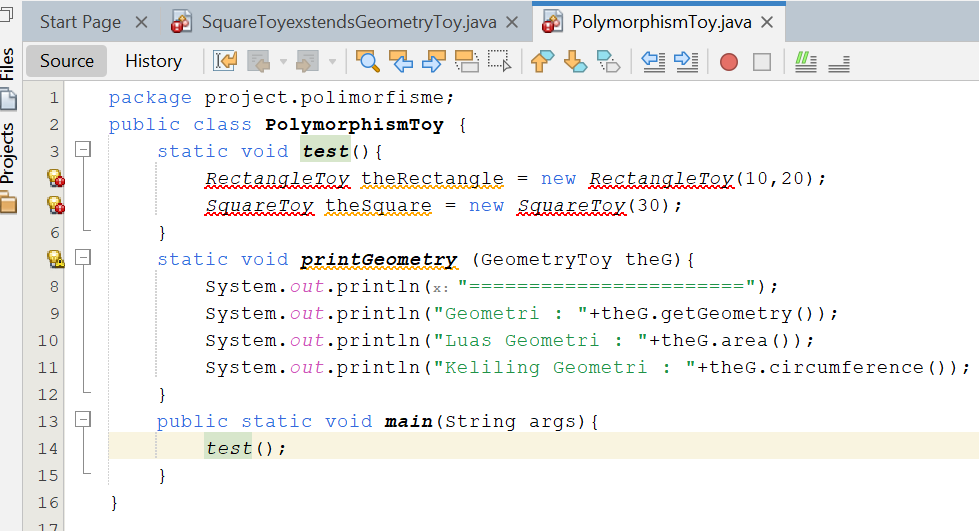 Start Page
SquareToyexstendsGeometryToy.java
PolymorphismToy.java
Files
Projects
Source History
1 package project.polimorfisme;
2 public class PolymorphismToy {
3 static void test(){
RectangleToy theRectangle = new RectangleToy(10,20);
SquareToy theSquare = new SquareToy(30);
6 }
static void printGeometry (GeometryToy theG){
8 System.out.println(x: "=======================");
9 System.out.println("Geometri : "+theG.getGeometry());
10 System.out.println("Luas Geometri : "+theG.area());
11 System.out.println("Keliling Geometri : "+theG.circumference());
12 }
13 public static void main(String args){
14 test();
15 }
16 }
17